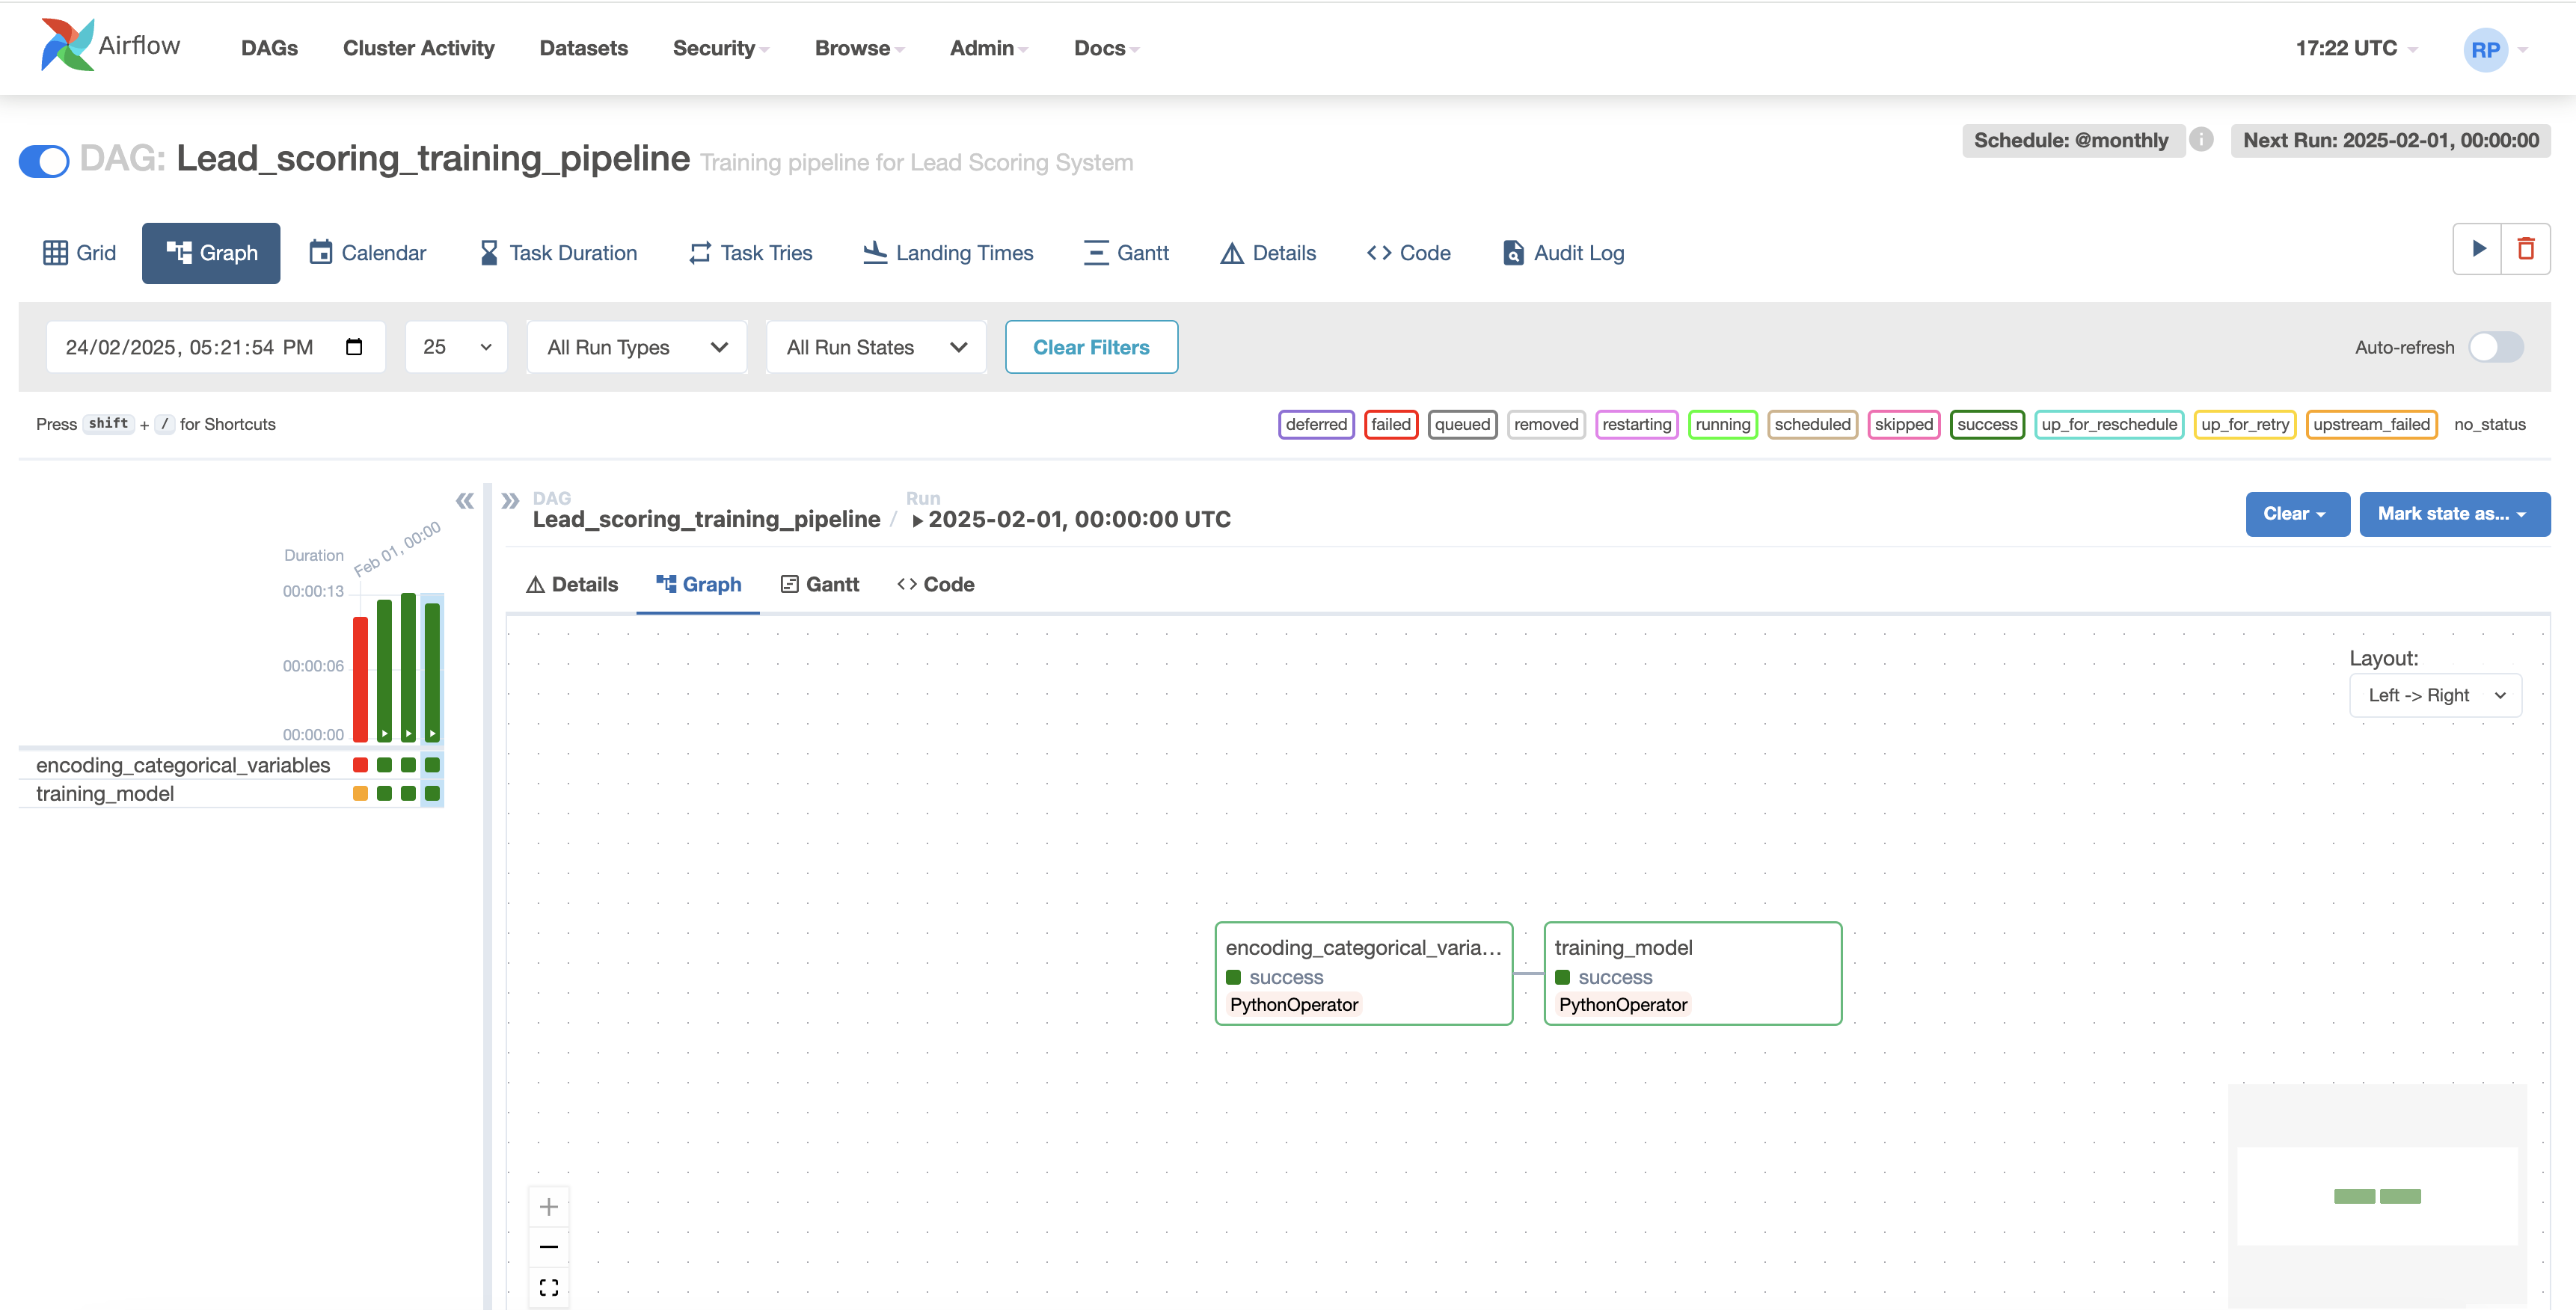 Airflow DAGs Cluster Activity Datasets Security Browse Admin Docs 17:22 UTC RP
Schedule: @monthly i Next Run: 2025-02-01, 00:00:00
DAG: Lead_scoring_training_pipeline Training pipeline for Lead Scoring System
Grid Graph Calendar Task Duration Task Tries Landing Times Gantt Details Code Audit Log
24/02/2025, 05:21:54 PM 25 All Run Types All Run States Clear Filters Auto-refresh
Press shift + / for Shortcuts deferred failed queued removed restarting running scheduled skipped success up_for_reschedule up_for_retry upstream_failed no_status
DAG Run
Lead_scoring_training_pipeline / 2025-02-01, 00:00:00 UTC Clear Mark state as...
Duration Feb 01, 00:00
00:00:13
00:00:06
00:00:00
encoding_categorical_variables
training_model
Details Graph Gantt Code
Layout:
Left -> Right
encoding_categorical_varia...
success
PythonOperator
training_model
success
PythonOperator